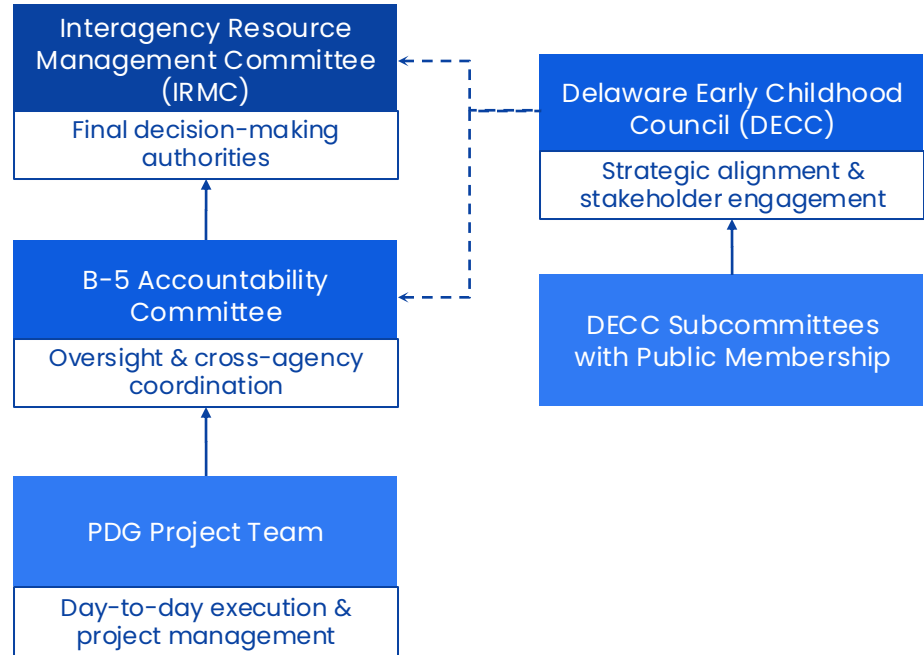 Interagency Resource
Management Committee
(IRMC)
Final decision-making
authorities
Delaware Early Childhood
Council (DECC)
Strategic alignment &
stakeholder engagement
B-5 Accountability
Committee
Oversight & cross-agency
coordination
DECC Subcommittees
with Public Membership
PDG Project Team
Day-to-day execution &
project management